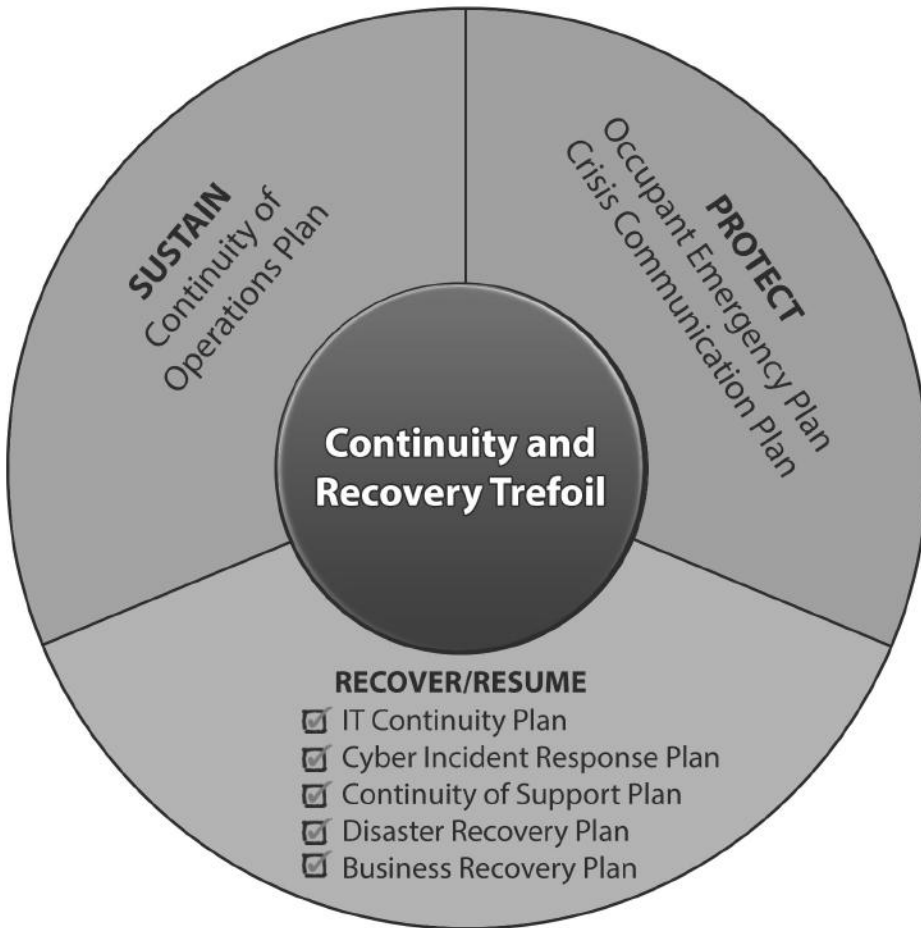 SUSTAIN
Continuity of
Operations Plan
PROTECT
Occupant Emergency Plan
Crisis Communication Plan
Continuity and
Recovery Trefoil
RECOVER/RESUME
IT Continuity Plan
Cyber Incident Response Plan
Continuity of Support Plan
Disaster Recovery Plan
Business Recovery Plan